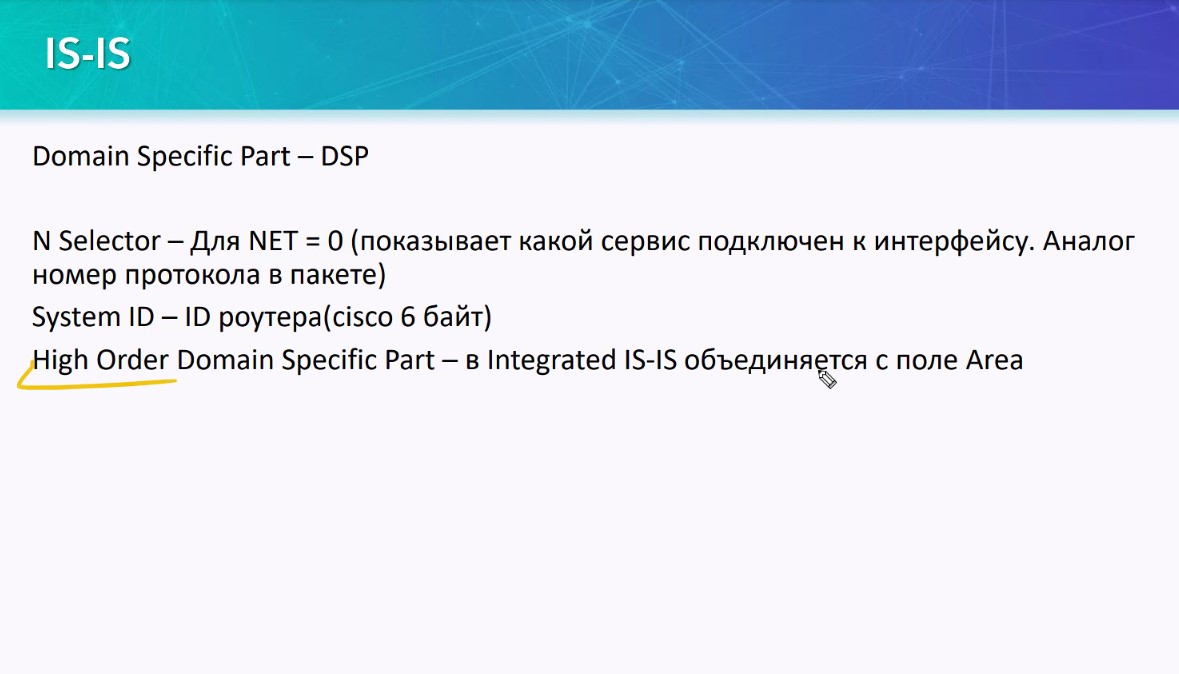 IS-IS
Domain Specific Part – DSP
N Selector – Для NET = 0 (показывает какой сервис подключен к интерфейсу. Аналог
номер протокола в пакете)
System ID – ID роутера(cisco 6 байт)
High Order Domain Specific Part – в Integrated IS-IS объединяется с поле Area